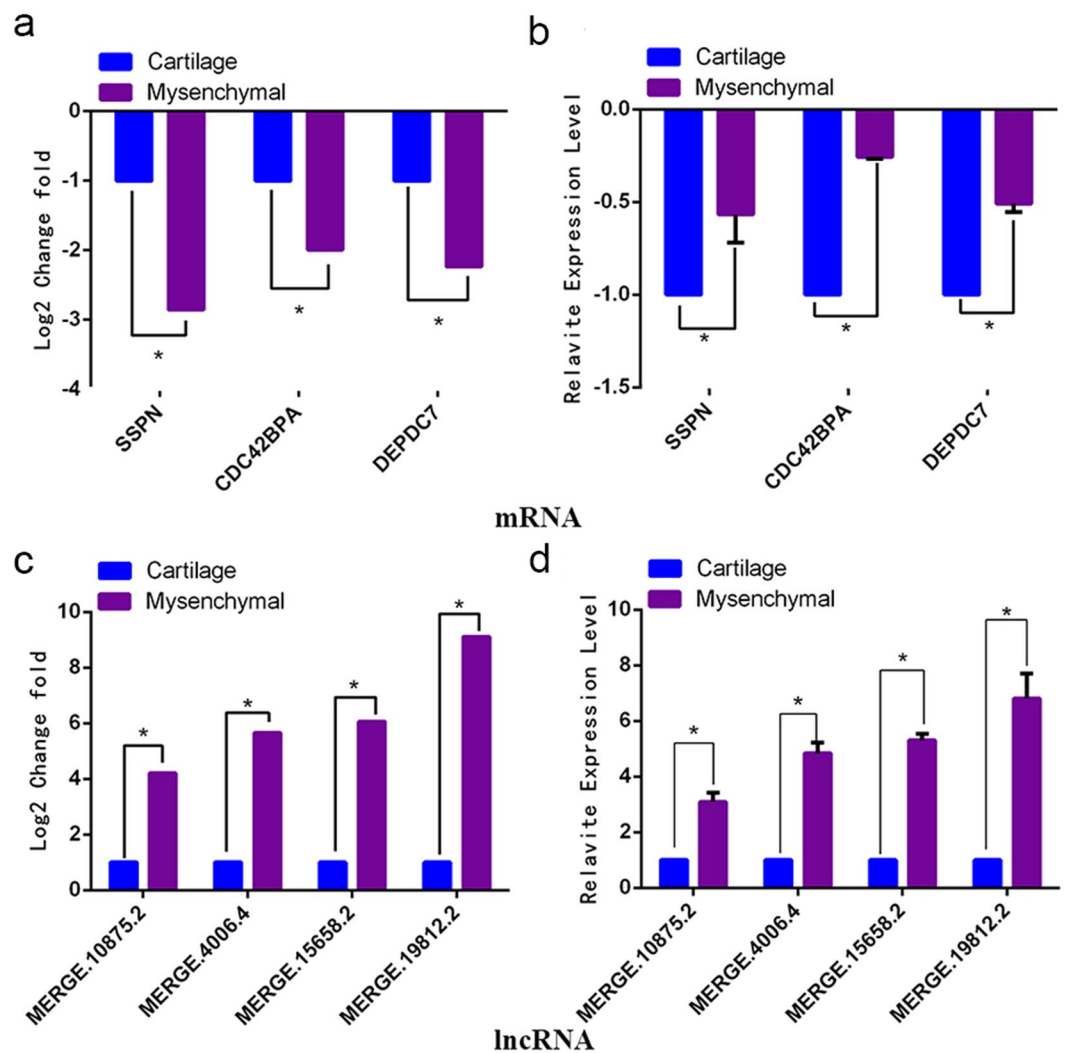 a
Cartilage
Mysenchymal
Log2 Change fold
0
-1
-2
-3
-4
*
*
*
SSPN
CDC42BPA
DEPDC7
b
Cartilage
Mysenchymal
Relavite Expression Level
0.0
-0.5
-1.0
-1.5
*
*
*
SSPN
CDC42BPA
DEPDC7
mRNA
c
Cartilage
Mysenchymal
Log2 Change fold
10
8
6
4
2
0
*
*
*
*
MERGE.10875.2
MERGE.4006.4
MERGE.15658.2
MERGE.19812.2
d
Cartilage
Mysenchymal
Relavite Expression Level
10
8
6
4
2
0
*
*
*
*
MERGE.10875.2
MERGE.4006.4
MERGE.15658.2
MERGE.19812.2
lncRNA